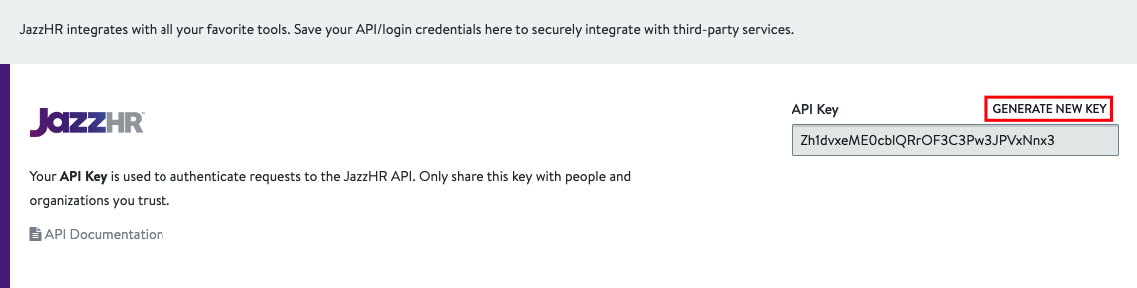 JazzHR integrates with all your favorite tools. Save your API/login credentials here to securely integrate with third-party services.
JazzHR
API Key
GENERATE NEW KEY
Zh1dvxeME0cblQRrOF3C3Pw3JPVxNnx3
Your API Key is used to authenticate requests to the JazzHR API. Only share this key with people and
organizations you trust.
API Documentation